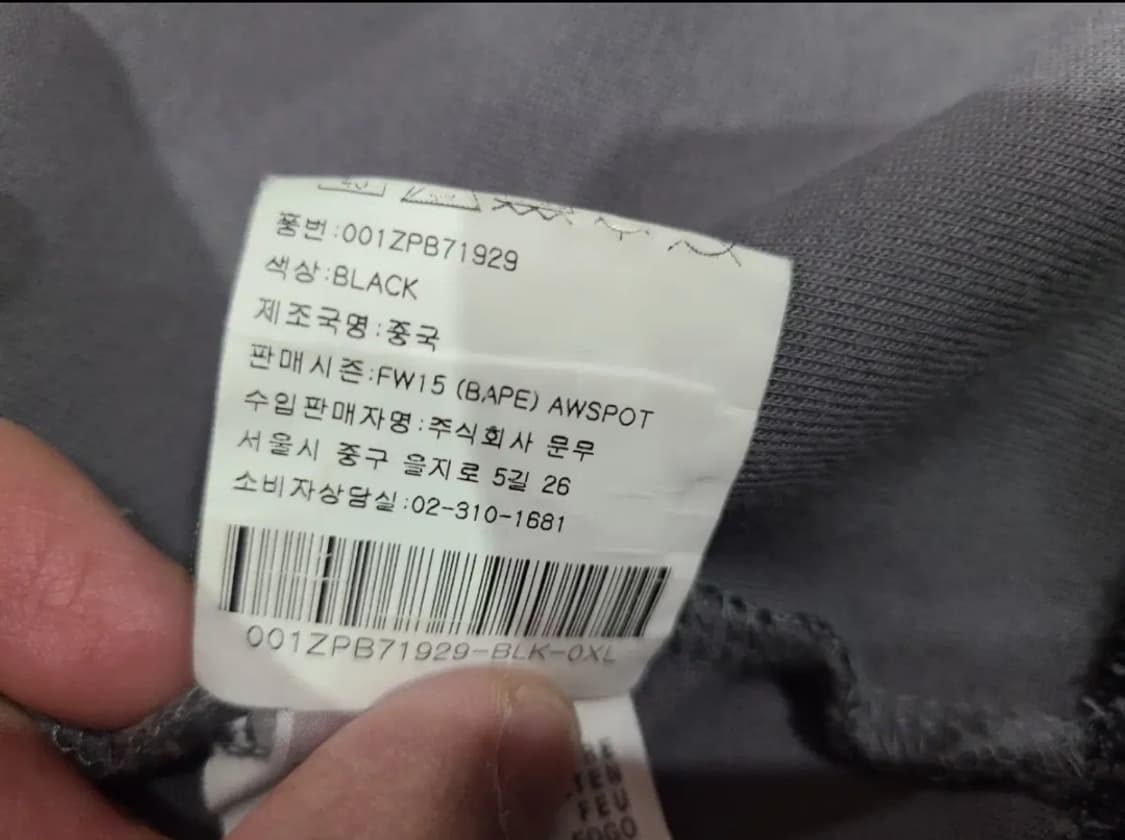 품번:001ZPB71929
색상:BLACK
제조국명:중국
판매시즌:FW15 (BAPE) AWSPOT
수입판매자명:주식회사 문무
서울시 중구 을지로 5길 26
소비자상담실:02-310-1681
001ZPB71929-BLK-0XL